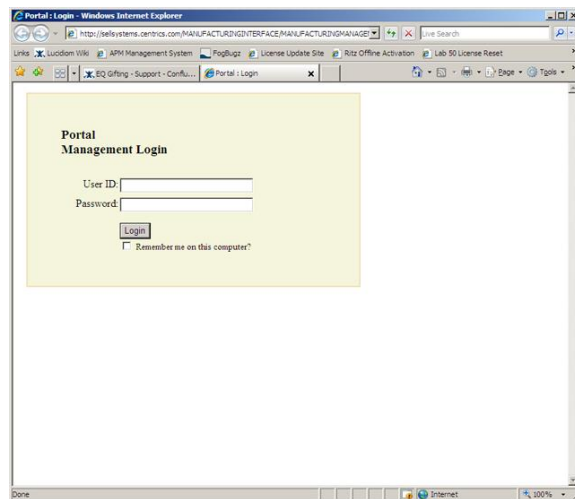 Portal : Login - Windows Internet Explorer
http://sellsystems.centrics.com/MANUFACTURINGINTERFACE/MANUFACTURINGMANAGE
Live Search
Links Luciidiom Wiki APM Management System FogBugz License Update Site Ritz Offline Activation Lab 50 License Reset
EQ Gifting - Support - Conflu... Portal : Login Page Tools
Portal
Management Login
User ID:
Password:
Login
Remember me on this computer?
Done Internet 100%